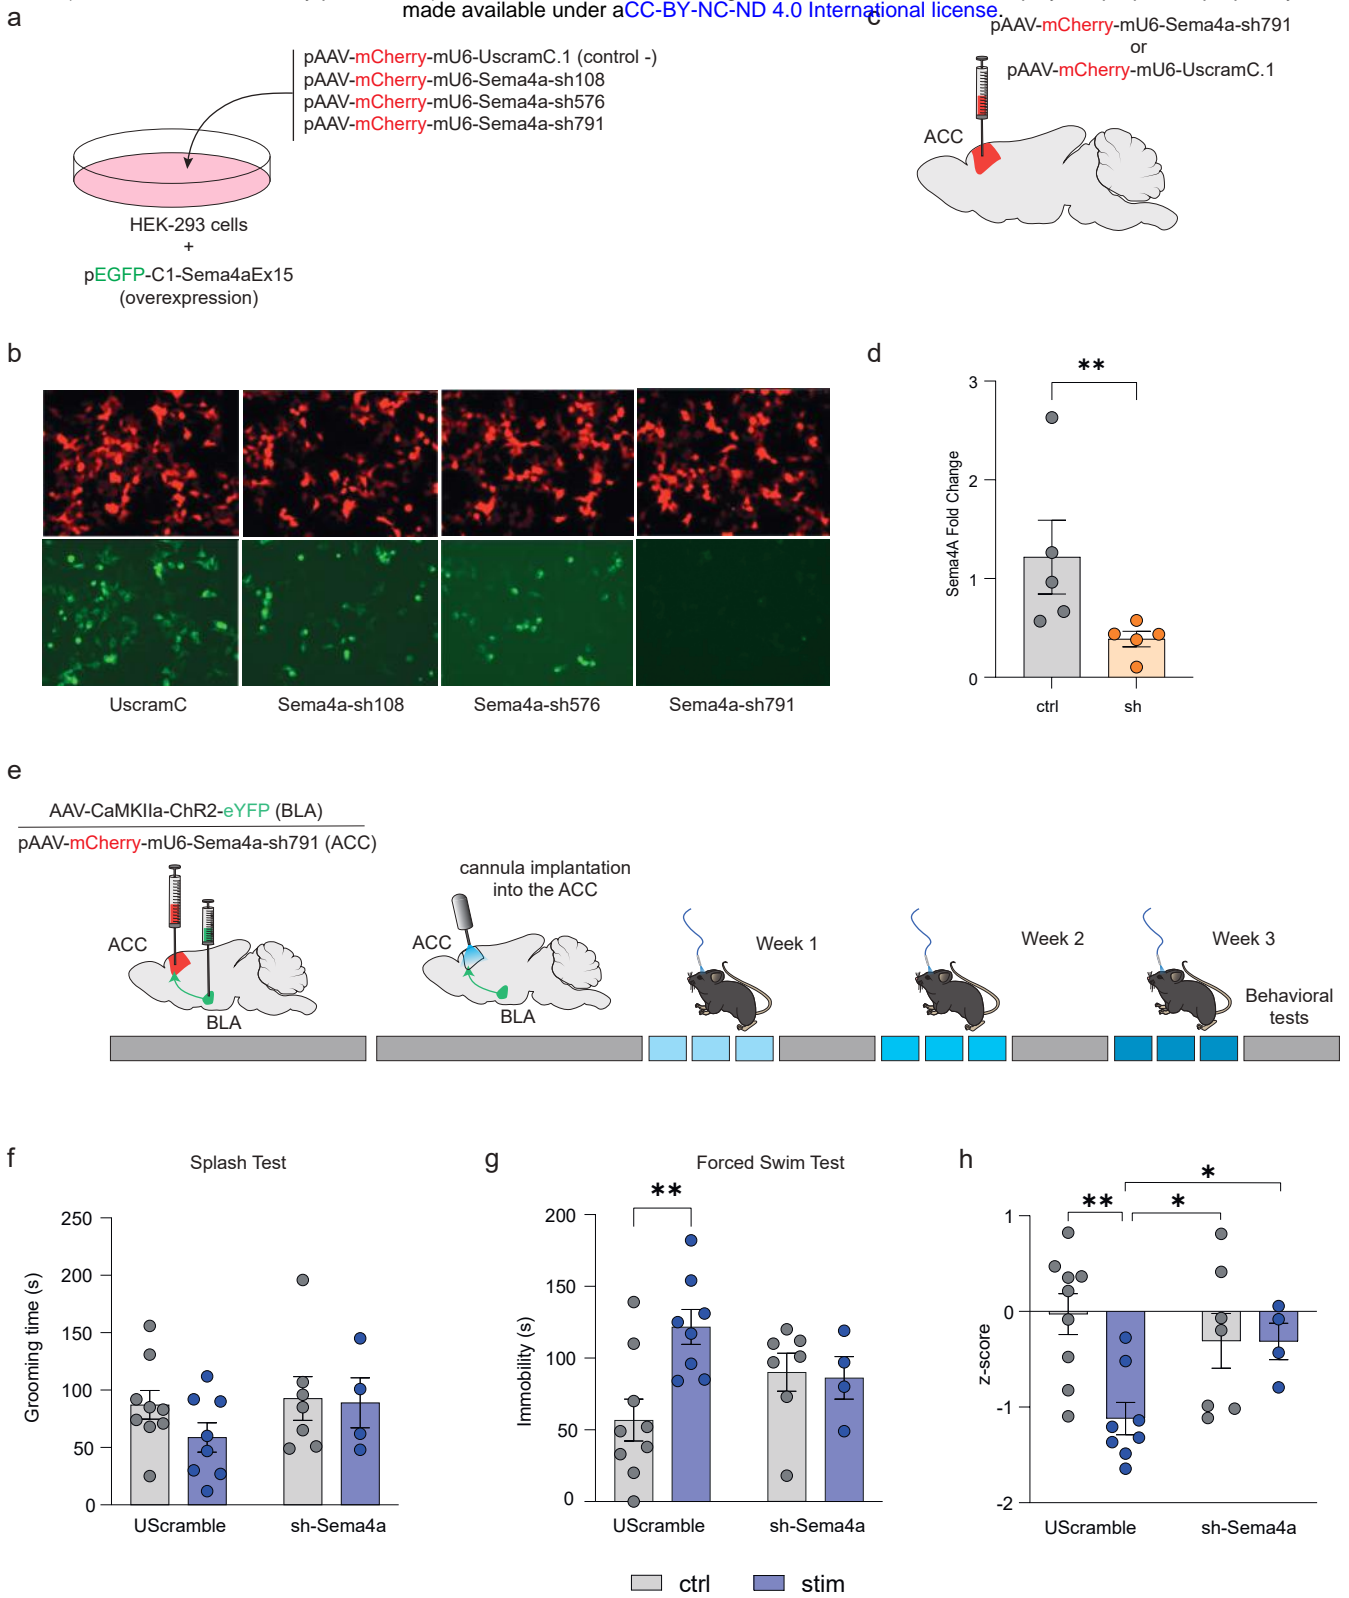 made available under aCC-BY-NC-ND 4.0 International license.
a
pAAV-mCherry-mU6-UscramC.1 (control -)
pAAV-mCherry-mU6-Sema4a-sh108
pAAV-mCherry-mU6-Sema4a-sh576
pAAV-mCherry-mU6-Sema4a-sh791
HEK-293 cells
+
pEGFP-C1-Sema4aEx15
(overexpression)
c
pAAV-mCherry-mU6-Sema4a-sh791
or
pAAV-mCherry-mU6-UscramC.1
ACC
b
UscramC
Sema4a-sh108
Sema4a-sh576
Sema4a-sh791
d
**
3
2
1
0
Sema4A Fold Change
ctrl
sh
e
AAV-CaMKIIa-ChR2-eYFP (BLA)
pAAV-mCherry-mU6-Sema4a-sh791 (ACC)
ACC
BLA
cannula implantation
into the ACC
ACC
BLA
Week 1
Week 2
Week 3
Behavioral
tests
f
Splash Test
250
200
150
100
50
0
Grooming time (s)
UScramble
sh-Sema4a
g
Forced Swim Test
**
200
150
100
50
0
Immobility (s)
UScramble
sh-Sema4a
h
*
**
*
1
0
-1
-2
z-score
UScramble
sh-Sema4a
ctrl
stim